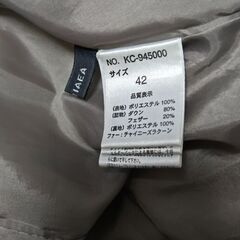 NO. KC-945000
サイズ
42
品質表示
(表地) ポリエステル 100%
(詰物) ダウン 80%
フェザー 20%
(裏地) ポリエステル 100%
ファー:チャイニーズラクーン